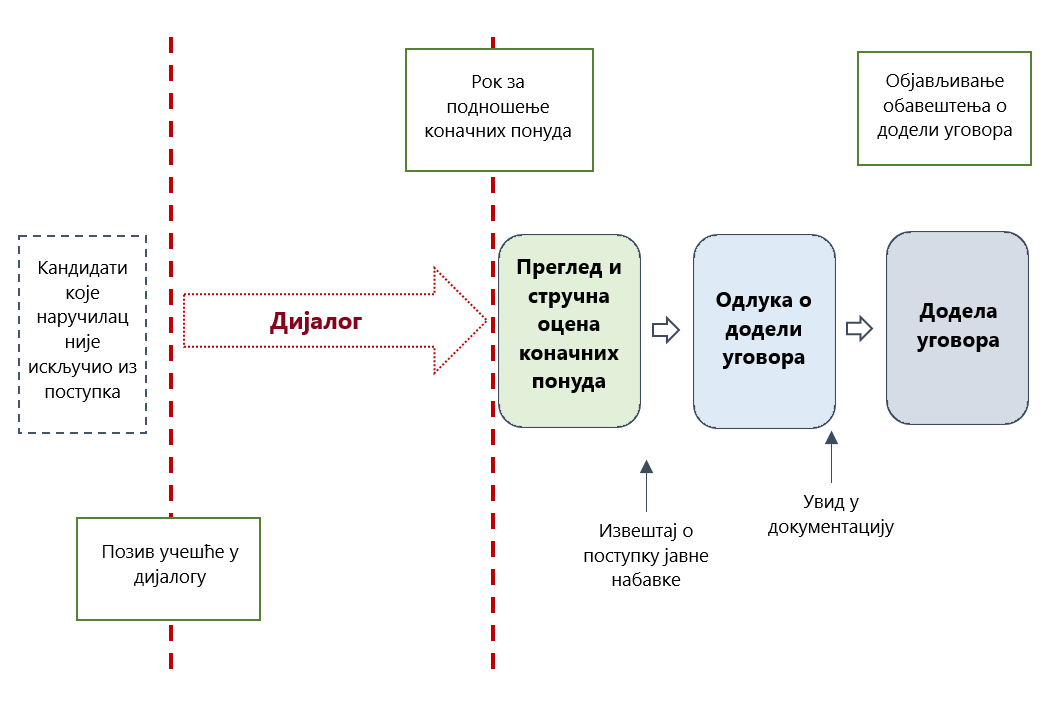 Рок за
подношење
коначних понуда
Објављивање
обавештења о
додели уговора
Кандидати
које
наручилац
није
искључио из
поступка
Дијалог
Преглед и
стручна
оцена
коначних
понуда
Одлука о
додели
уговора
Додела
уговора
Позив учешће у
дијалогу
Извештај о
поступку јавне
набавке
Увид у
документацију